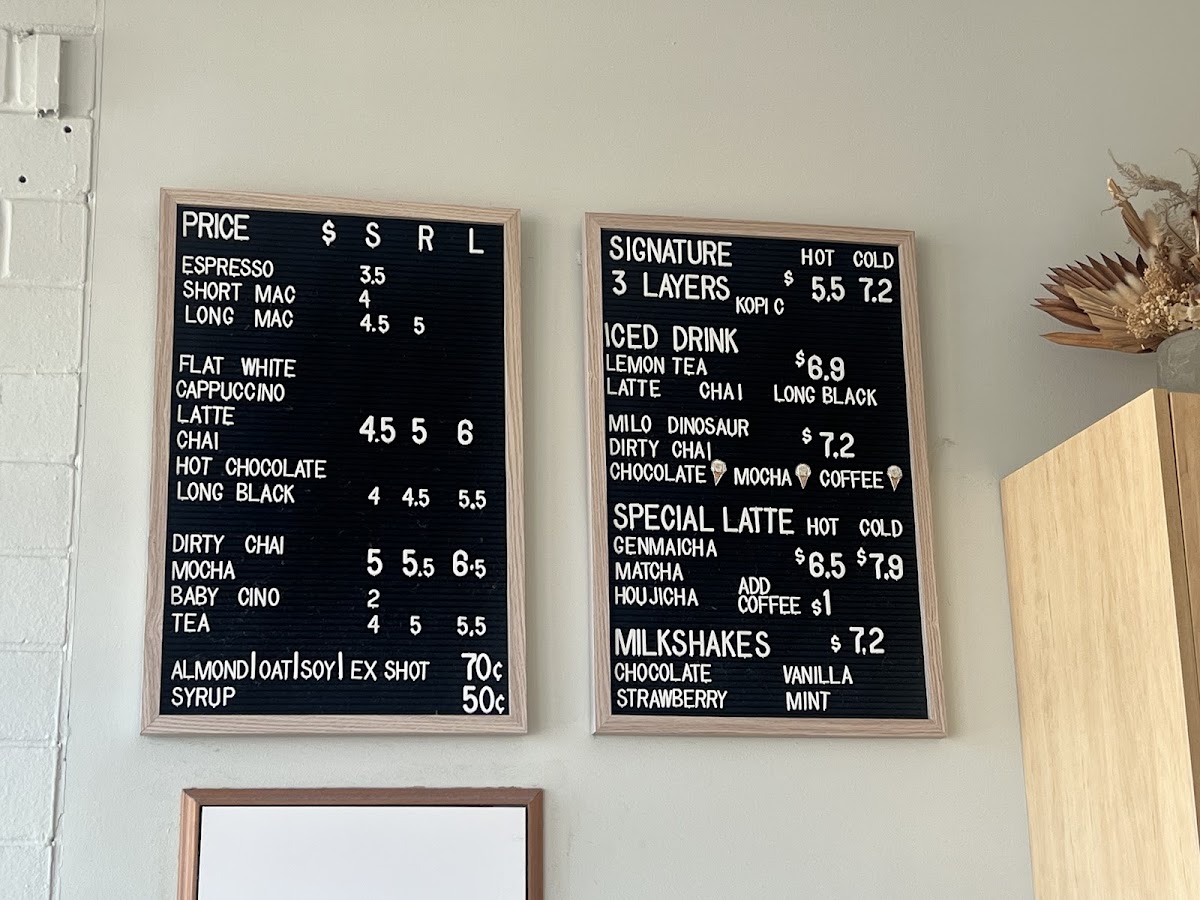 PRICE $ S R L
ESPRESSO 3.5
SHORT MAC 4
LONG MAC 4.5 5
FLAT WHITE
CAPPUCCINO
LATTE 4.5 5 6
CHAI
HOT CHOCOLATE
LONG BLACK 4 4.5 5.5
DIRTY CHAI
MOCHA 5 5.5 6.5
BABY CINO 2
TEA 4 5 5.5
ALMOND|OAT|SOY| EX SHOT 70¢
SYRUP 50¢
SIGNATURE HOT COLD
3 LAYERS KOPI C $ 5.5 7.2
ICED DRINK
LEMON TEA $6.9
LATTE CHAI LONG BLACK
MILO DINOSAUR $7.2
DIRTY CHAI
CHOCOLATE MOCHA COFFEE
SPECIAL LATTE HOT COLD
GENMAICHA $6.5 $7.9
MATCHA
HOUJICHA ADD COFFEE $1
MILKSHAKES $7.2
CHOCOLATE VANILLA
STRAWBERRY MINT